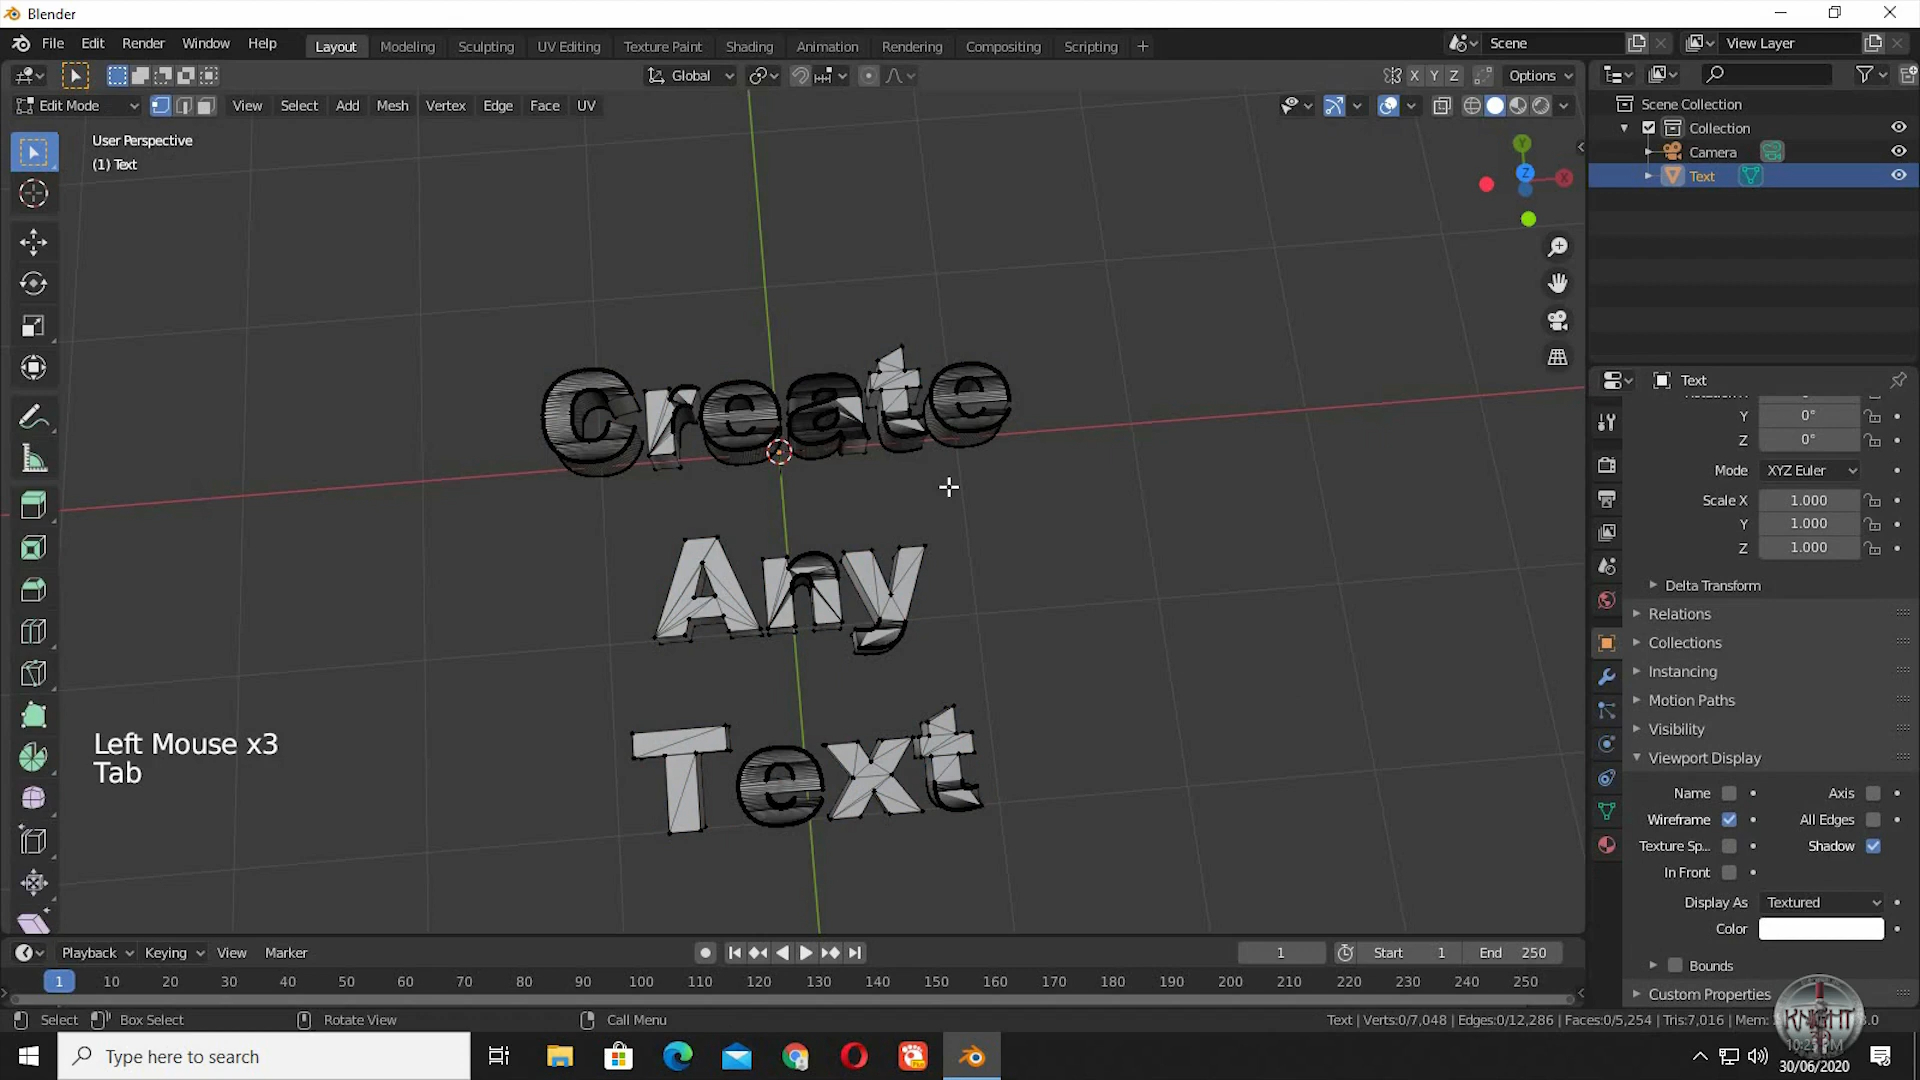 Blender
File Edit Render Window Help Layout Modeling Sculpting UV Editing Texture Paint Shading Animation Rendering Compositing Scripting + Scene View Layer
Global X Y Z Options
Edit Mode View Select Add Mesh Vertex Edge Face UV
User Perspective
(1) Text
Scene Collection
Collection
Camera
Text
Y
Z
X
Text
Y 0°
Z 0°
Mode XYZ Euler
Scale X 1.000
Y 1.000
Z 1.000
Delta Transform
Relations
Collections
Instancing
Motion Paths
Visibility
Viewport Display
Name Axis
Wireframe All Edges
Texture Sp... Shadow
In Front
Display As Textured
Color
Bounds
Custom Properties
Create
Any
Text
Left Mouse x3
Tab
Playback Keying View Marker 1 Start 1 End 250
1 10 20 30 40 50 60 70 80 90 100 110 120 130 140 150 160 170 180 190 200 210 220 230 240 250
Select Box Select Rotate View Call Menu Text | Verts:0/7,048 | Edges:0/12,286 | Faces:0/5,254 | Tris:7,016 | Mem:
KNIGHT
Type here to search
10:25 PM
30/06/2020